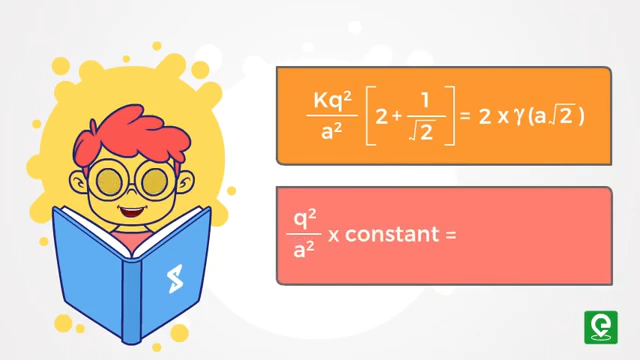 Kq²/a² [2 + 1/√2] = 2 x γ(a√2)
q²/a² x constant =